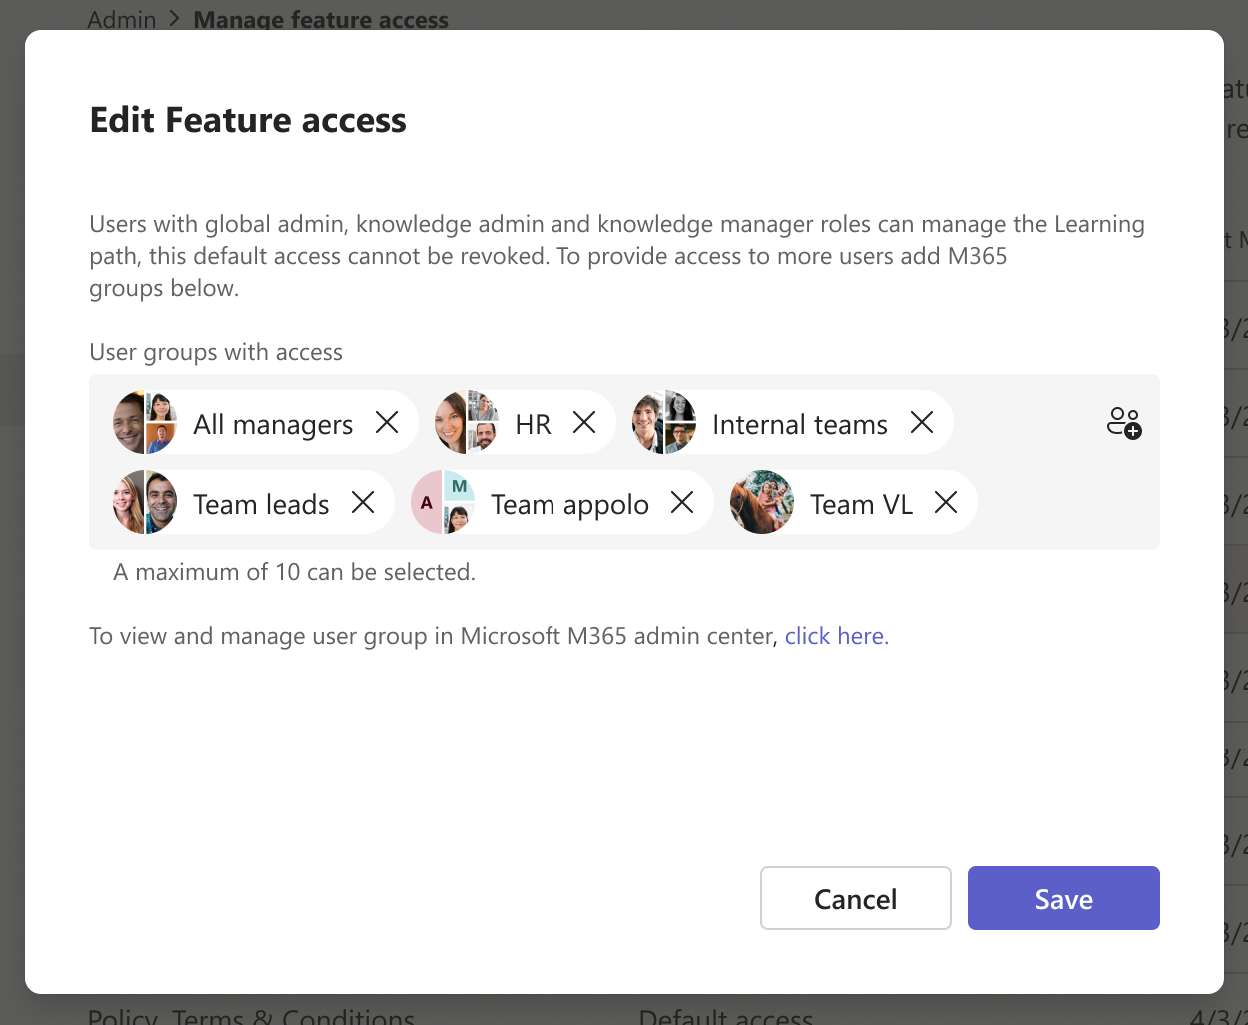 Admin > Manage feature access
Edit Feature access
Users with global admin, knowledge admin and knowledge manager roles can manage the Learning
path, this default access cannot be revoked. To provide access to more users add M365
groups below.
User groups with access
All managers HR Internal teams
Team leads A M Team appolo Team VL
A maximum of 10 can be selected.
To view and manage user group in Microsoft M365 admin center, click here.
Cancel Save
Policy, Terms & Conditions Default access